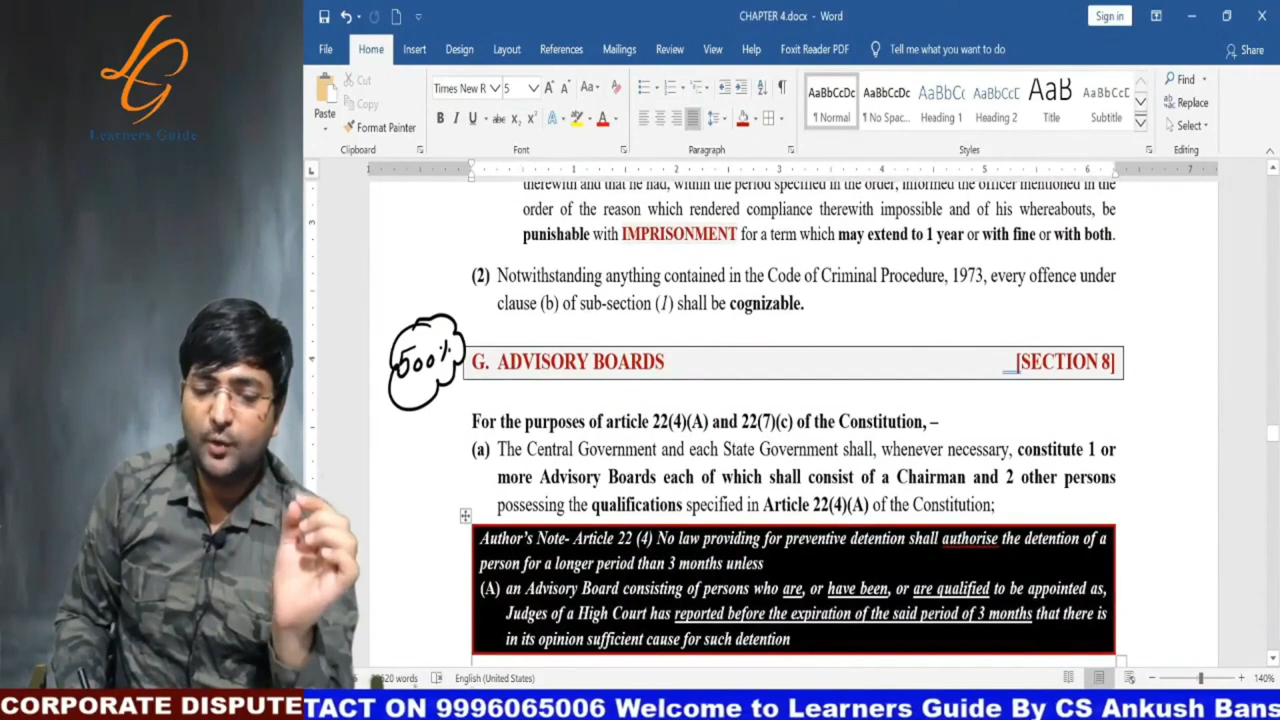 LG
Learners Guide
CHAPTER 4.docx - Word
Sign in
File Home Insert Design Layout References Mailings Review View Help Foxit Reader PDF Tell me what you want to do Share
Paste
Cut
Copy
Format Painter
Clipboard
Times New R 5
Font
Paragraph
AaBbCcDc AaBbCcDc AaBbCc AaBbCcD AaB AaBbCcD
¶ Normal ¶ No Spac... Heading 1 Heading 2 Title Subtitle
Styles
Find
Replace
Select
Editing
1 1 2 3 4 5 6 7
therewith and that he had, within the period specified in the order, informed the officer mentioned in the
order of the reason which rendered compliance therewith impossible and of his whereabouts, be
punishable with IMPRISONMENT for a term which may extend to 1 year or with fine or with both.
(2) Notwithstanding anything contained in the Code of Criminal Procedure, 1973, every offence under
clause (b) of sub-section (1) shall be cognizable.
500%
G. ADVISORY BOARDS [SECTION 8]
For the purposes of article 22(4)(A) and 22(7)(c) of the Constitution, –
(a) The Central Government and each State Government shall, whenever necessary, constitute 1 or
more Advisory Boards each of which shall consist of a Chairman and 2 other persons
possessing the qualifications specified in Article 22(4)(A) of the Constitution;
Author's Note- Article 22 (4) No law providing for preventive detention shall authorise the detention of a
person for a longer period than 3 months unless
(A) an Advisory Board consisting of persons who are, or have been, or are qualified to be appointed as,
Judges of a High Court has reported before the expiration of the said period of 3 months that there is
in its opinion sufficient cause for such detention
words English (United States) 140%
CORPORATE DISPUTE TACT ON 9996065006 Welcome to Learners Guide By CS Ankush Bans